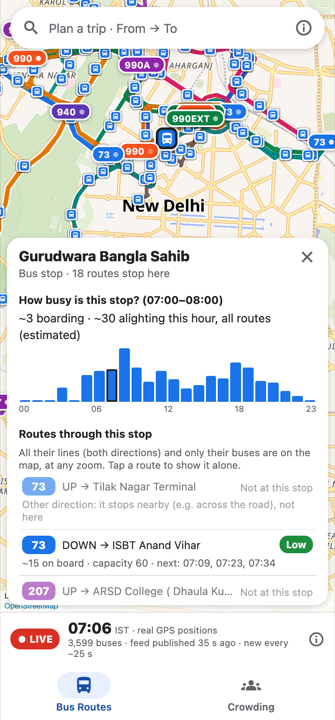 Plan a trip · From → To
990
990A
AHARGANJ
940
990EXT
73
73
990
73
New Delhi
Gurudwara Bangla Sahib
Bus stop · 18 routes stop here
How busy is this stop? (07:00–08:00)
~3 boarding · ~30 alighting this hour, all routes
(estimated)
00 06 12 18 23
Routes through this stop
All their lines (both directions) and only their buses are on the
map, at any zoom. Tap a route to show it alone.
73 UP → Tilak Nagar Terminal Not at this stop
Other direction: it stops nearby (e.g. across the road), not
here
73 DOWN → ISBT Anand Vihar Low
~15 on board · capacity 60 · next: 07:09, 07:23, 07:34
207 UP → ARSD College ( Dhaula Ku... Not at this stop
OpenStreetMap
LIVE 07:06 IST · real GPS positions
3,599 buses · feed published 35 s ago · new every
~25 s
Bus Routes Crowding